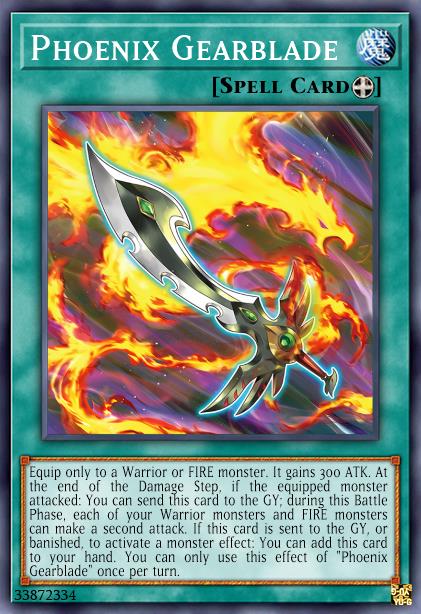 PHOENIX GEARBLADE
魔
[SPELL CARD]
Equip only to a Warrior or FIRE monster. It gains 300 ATK. At
the end of the Damage Step, if the equipped monster
attacked: You can send this card to the GY; during this Battle
Phase, each of your Warrior monsters and FIRE monsters
can make a second attack. If this card is sent to the GY, or
banished, to activate a monster effect: You can add this card
to your hand. You can only use this effect of "Phoenix
Gearblade" once per turn.
33872334